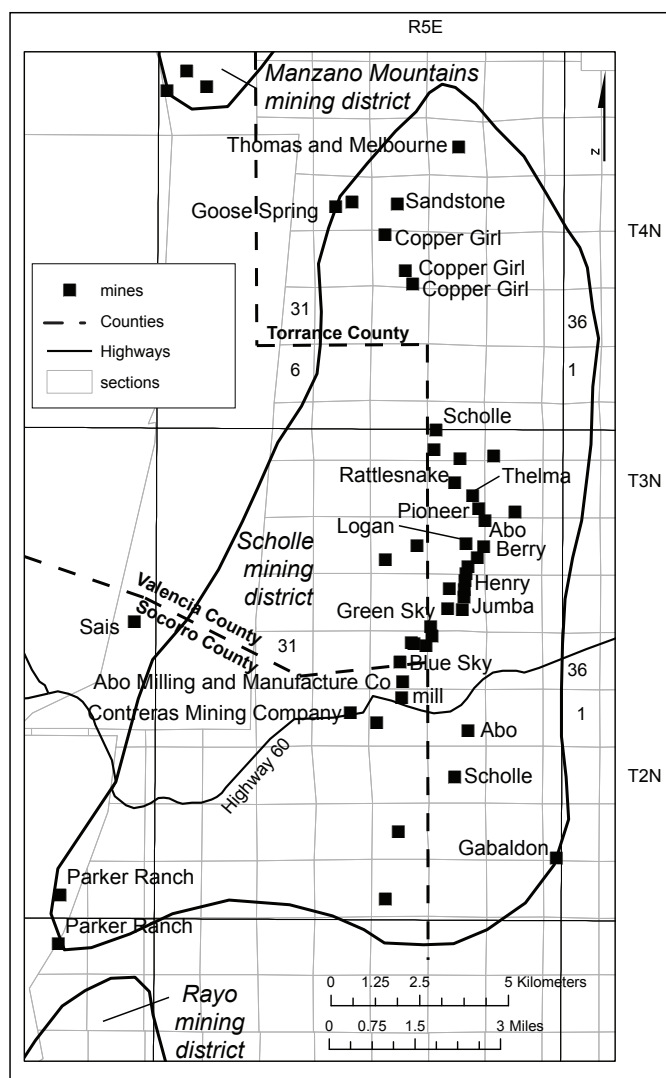 R5E
Manzano Mountains
mining district
Thomas and Melbourne
z
Goose Spring
Sandstone
T4N
Copper Girl
Copper Girl
Copper Girl
mines
Counties
Highways
sections
31
36
Torrance County
6
1
Scholle
Rattlesnake
Thelma
T3N
Pioneer
Abo
Logan
Berry
Scholle
mining
district
Henry
Valencia County
Socorro County
Jumba
Green Sky
Sais
31
Blue Sky
36
Abo Milling and Manufacture Co
mill
Contreras Mining Company
1
Abo
Highway 60
Scholle
T2N
Gabaldon
Parker Ranch
Parker Ranch
0 1.25 2.5 5 Kilometers
Rayo
mining
district
0 0.75 1.5 3 Miles